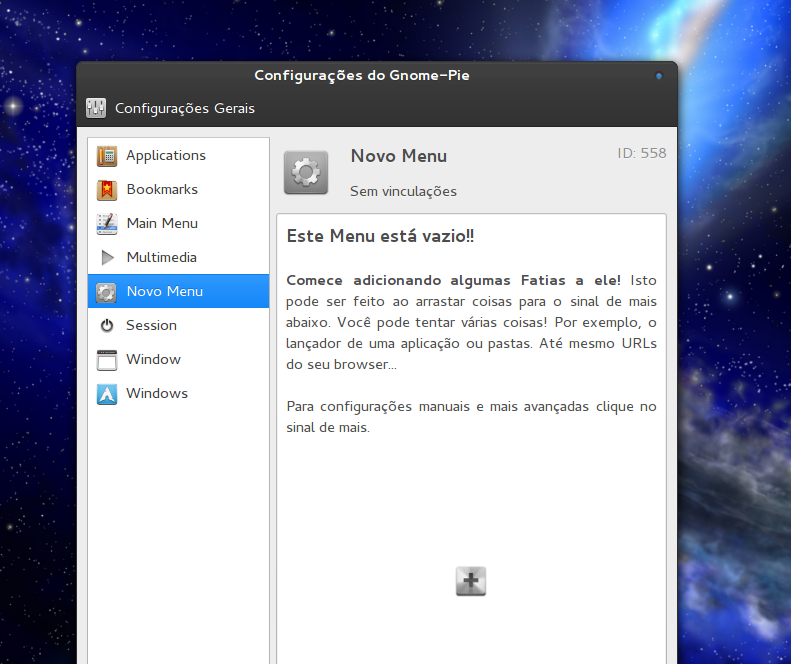 Configurações do Gnome-Pie
Configurações Gerais
Applications
Bookmarks
Main Menu
Multimedia
Novo Menu
Session
Window
Windows
Novo Menu
ID: 558
Sem vinculações
Este Menu está vazio!!
Comece adicionando algumas Fatias a ele! Isto
pode ser feito ao arrastar coisas para o sinal de mais
abaixo. Você pode tentar várias coisas! Por exemplo, o
lançador de uma aplicação ou pastas. Até mesmo URLs
do seu browser...
Para configurações manuais e mais avançadas clique no
sinal de mais.